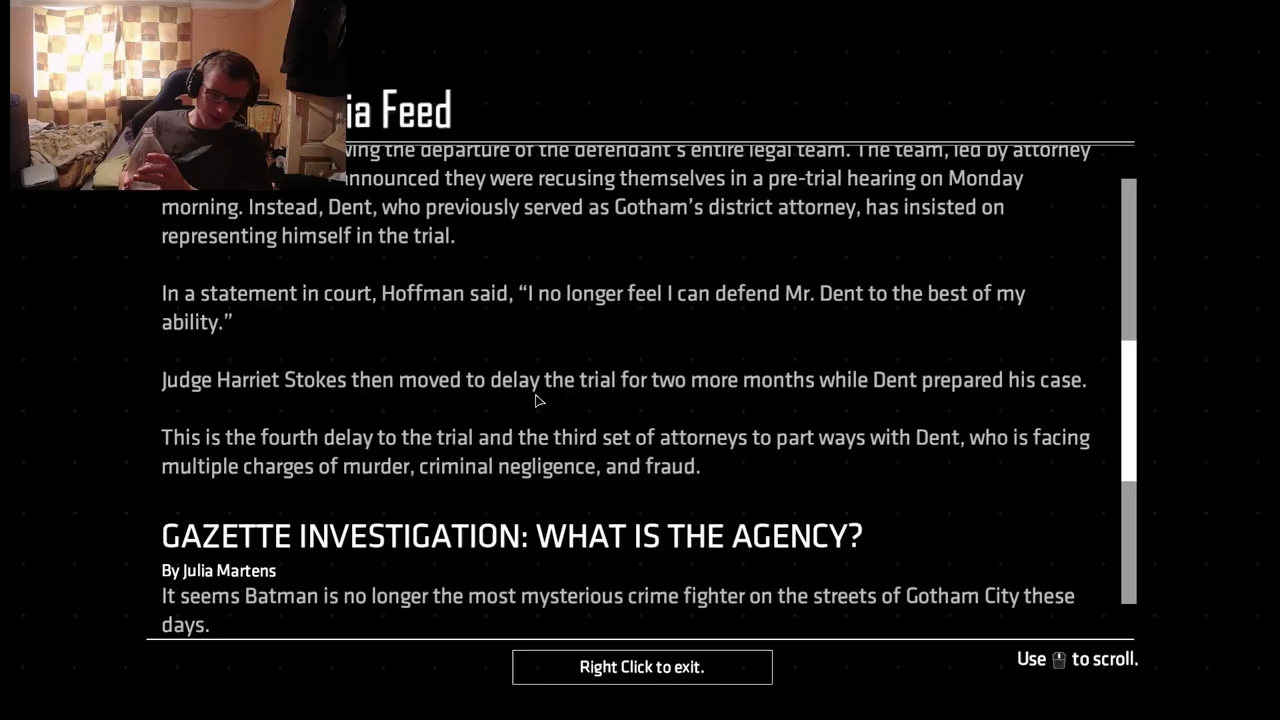 ia Feed
ving the departure of the defendant's entire legal team. The team, led by attorney
nnounced they were recusing themselves in a pre-trial hearing on Monday
morning. Instead, Dent, who previously served as Gotham's district attorney, has insisted on
representing himself in the trial.
In a statement in court, Hoffman said, “I no longer feel I can defend Mr. Dent to the best of my
ability.”
Judge Harriet Stokes then moved to delay the trial for two more months while Dent prepared his case.
This is the fourth delay to the trial and the third set of attorneys to part ways with Dent, who is facing
multiple charges of murder, criminal negligence, and fraud.
GAZETTE INVESTIGATION: WHAT IS THE AGENCY?
By Julia Martens
It seems Batman is no longer the most mysterious crime fighter on the streets of Gotham City these
days.
Right Click to exit.
Use to scroll.